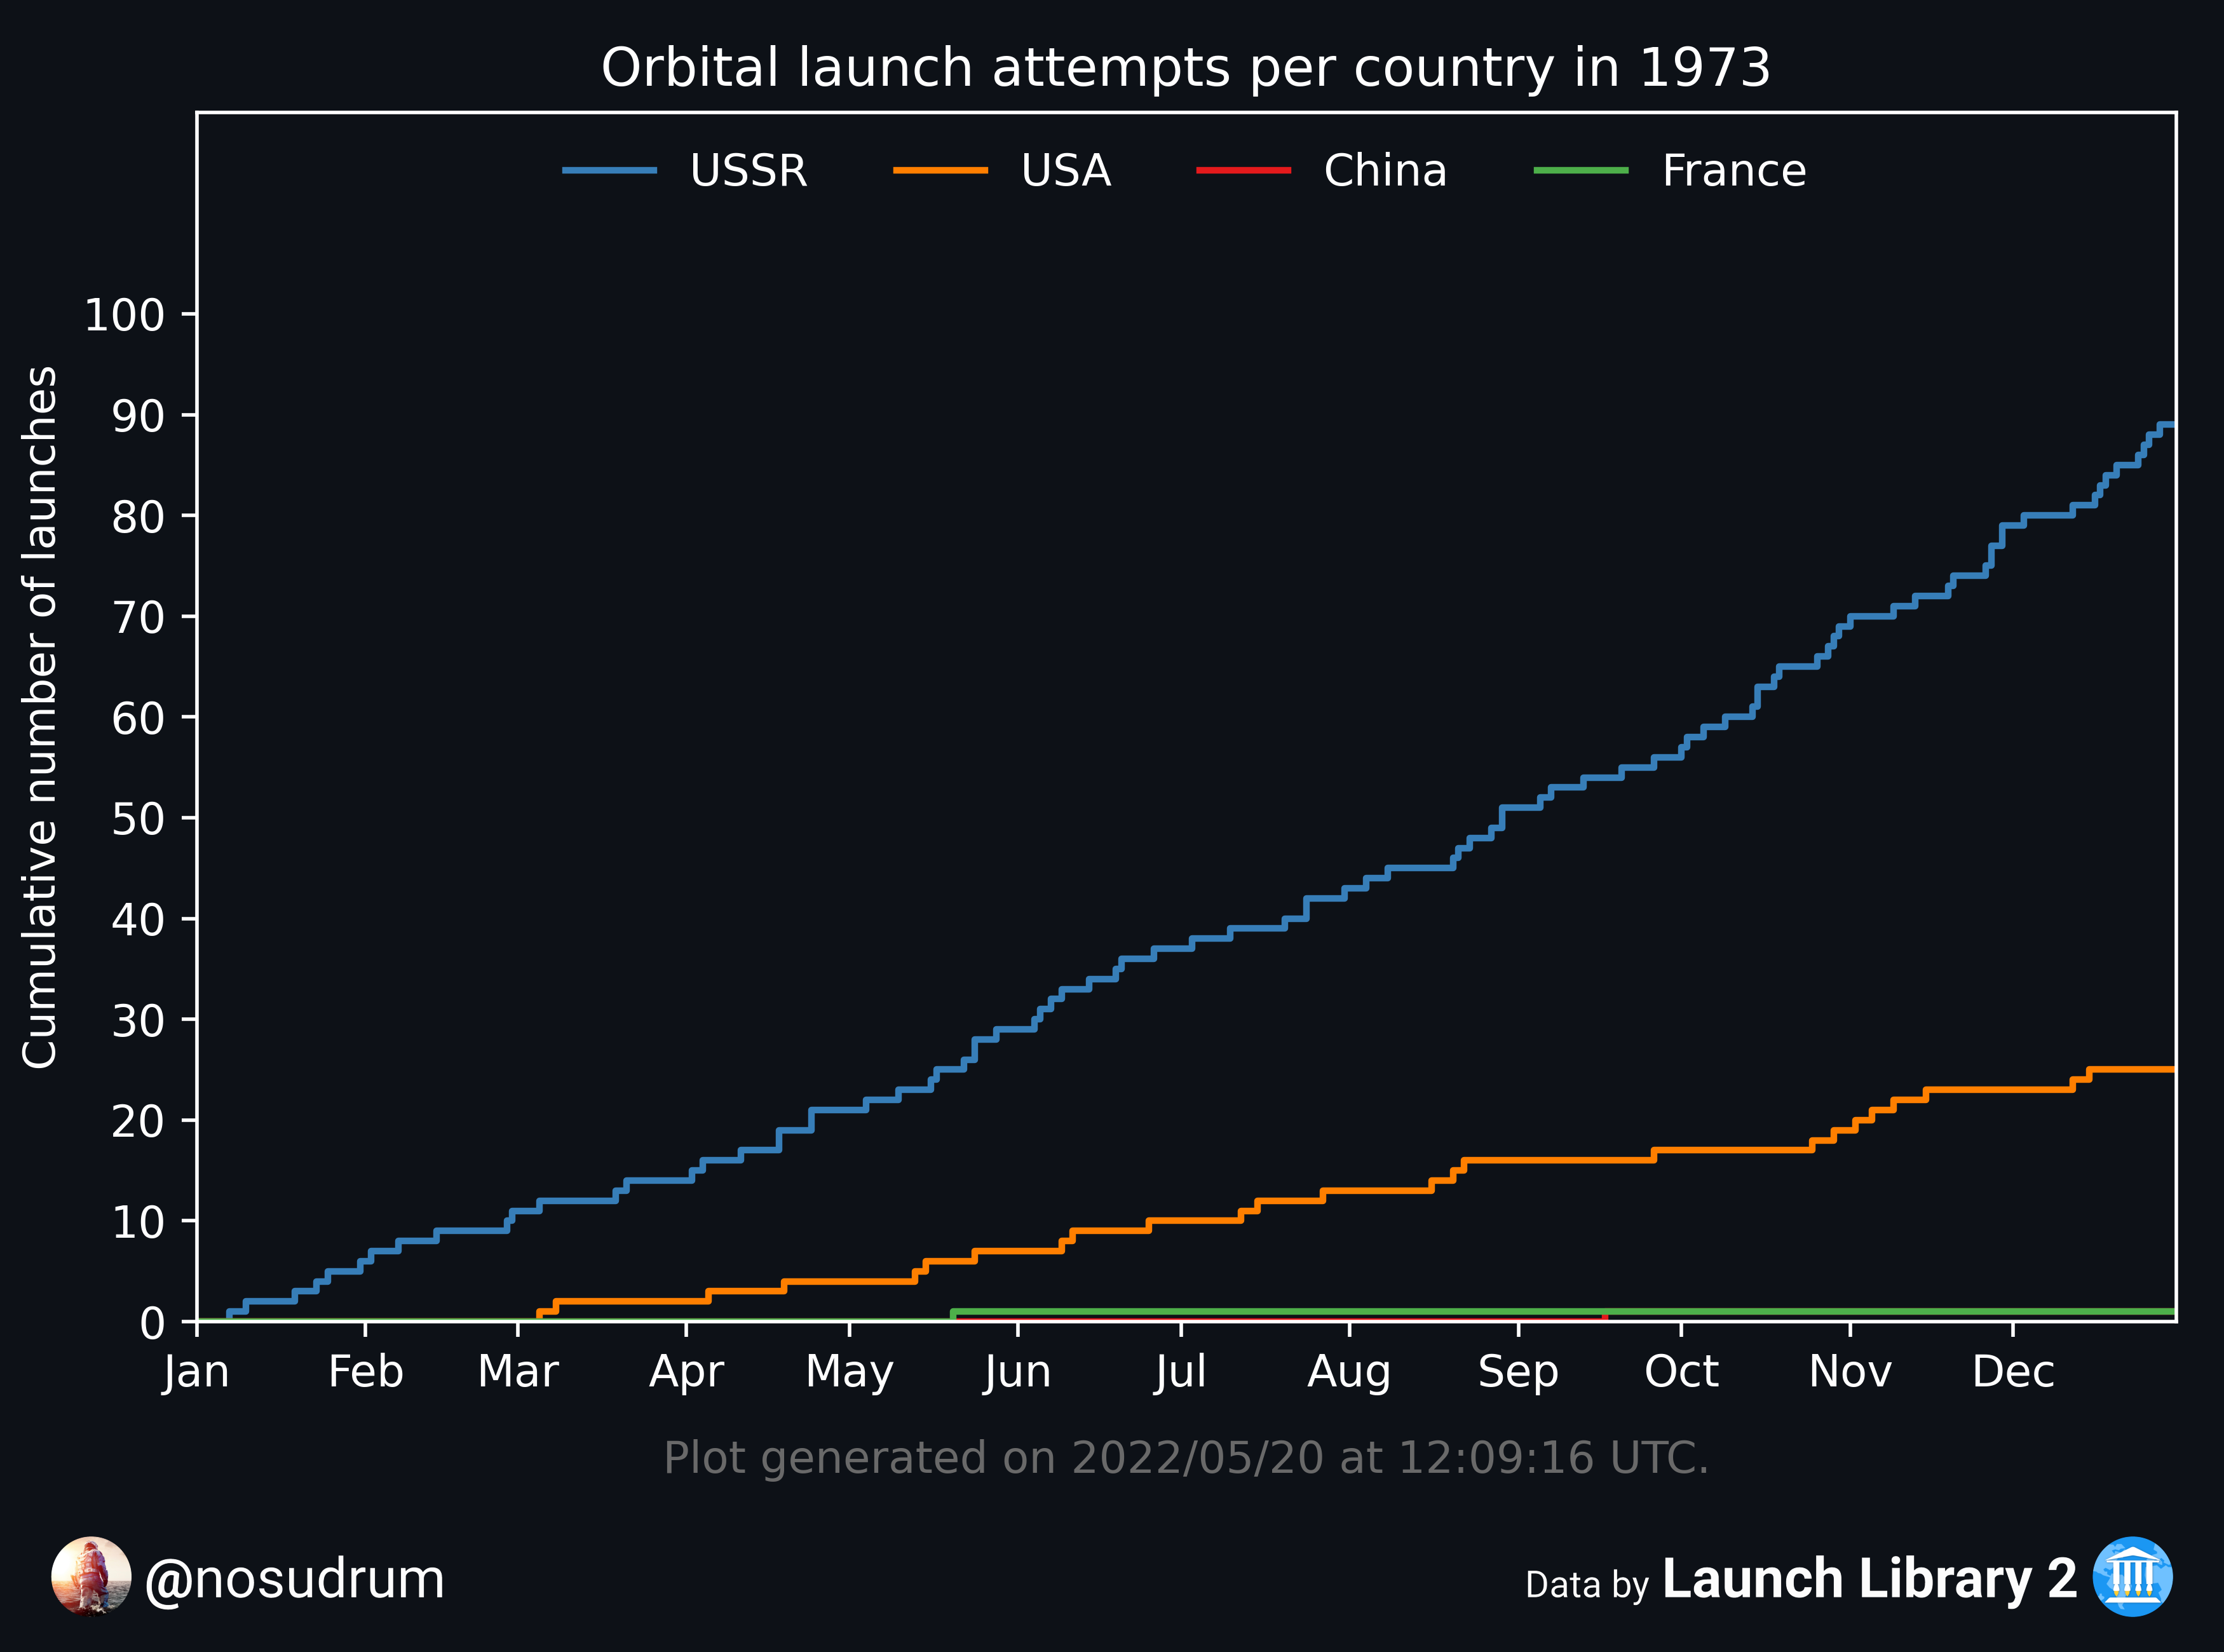 Orbital launch attempts per country in 1973
USSR USA China France
Cumulative number of launches
100
90
80
70
60
50
40
30
20
10
0
Jan Feb Mar Apr May Jun Jul Aug Sep Oct Nov Dec
Plot generated on 2022/05/20 at 12:09:16 UTC.
@nosudrum
Data by Launch Library 2